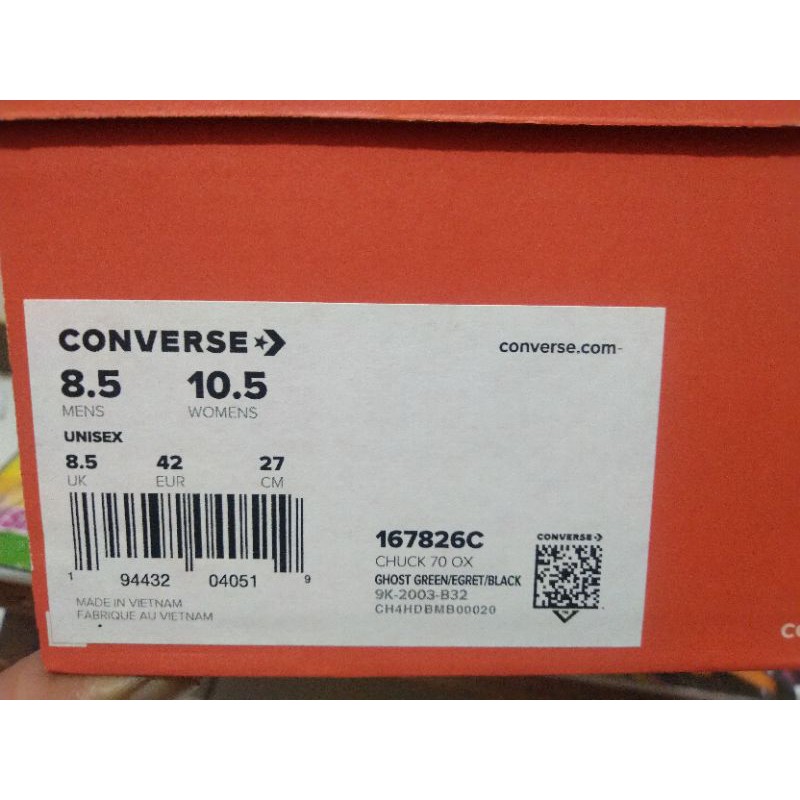 CONVERSE
converse.com-
8.5 10.5
MENS WOMENS
UNISEX
8.5 42 27
UK EUR CM
1 94432 04051 9
MADE IN VIETNAM
FABRIQUE AU VIETNAM
167826C
CHUCK 70 OX
GHOST GREEN/EGRET/BLACK
9K-2003-B32
CH4HDBMB00020
CONVERSE